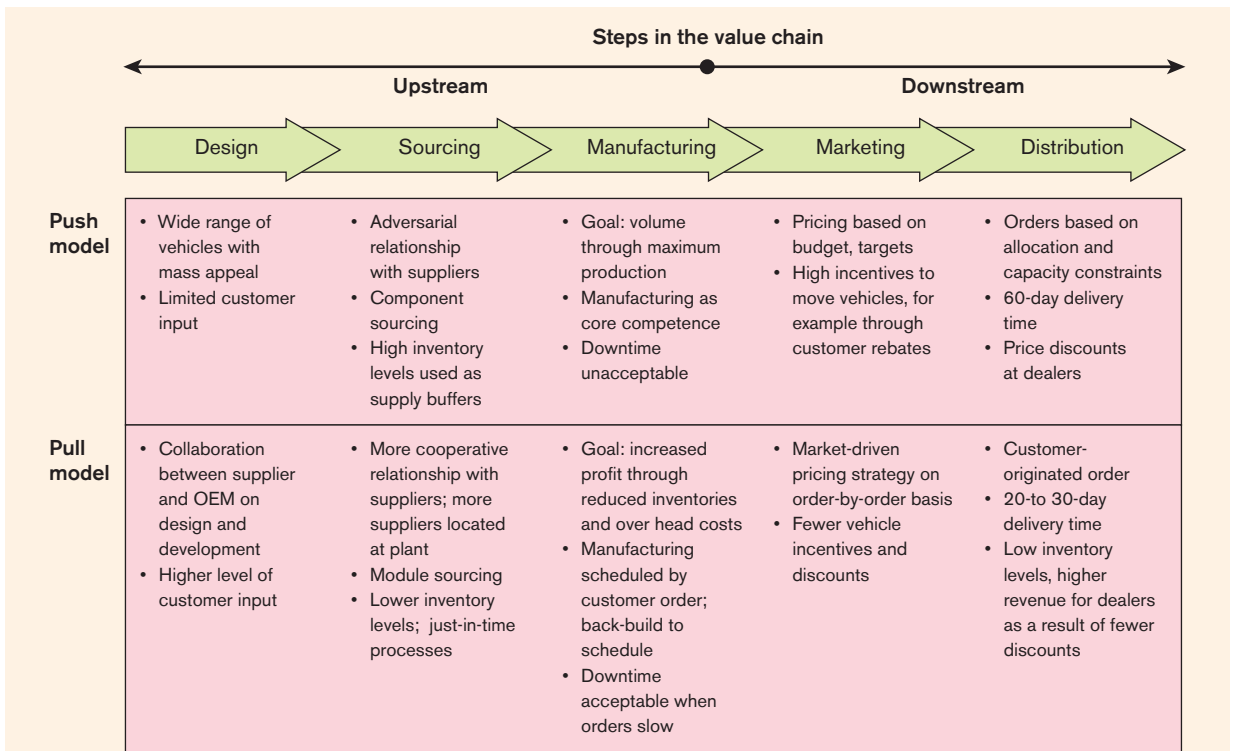 Steps in the value chain
Upstream
Downstream
Design
Sourcing
Manufacturing
Marketing
Distribution
Push
model
• Wide range of
vehicles with
mass appeal
• Limited customer
input
• Adversarial
relationship
with suppliers
• Component
sourcing
• High inventory
levels used as
supply buffers
• Goal: volume
through maximum
production
• Manufacturing as
core competence
• Downtime
unacceptable
• Pricing based on
budget, targets
• High incentives to
move vehicles, for
example through
customer rebates
• Orders based on
allocation and
capacity constraints
• 60-day delivery
time
• Price discounts
at dealers
Pull
model
• Collaboration
between supplier
and OEM on
design and
development
• Higher level of
customer input
• More cooperative
relationship with
suppliers; more
suppliers located
at plant
• Module sourcing
• Lower inventory
levels; just-in-time
processes
• Goal: increased
profit through
reduced inventories
and over head costs
• Manufacturing
scheduled by
customer order;
back-build to
schedule
• Downtime
acceptable when
orders slow
• Market-driven
pricing strategy on
order-by-order basis
• Fewer vehicle
incentives and
discounts
• Customer-
originated order
• 20-to 30-day
delivery time
• Low inventory
levels, higher
revenue for dealers
as a result of fewer
discounts